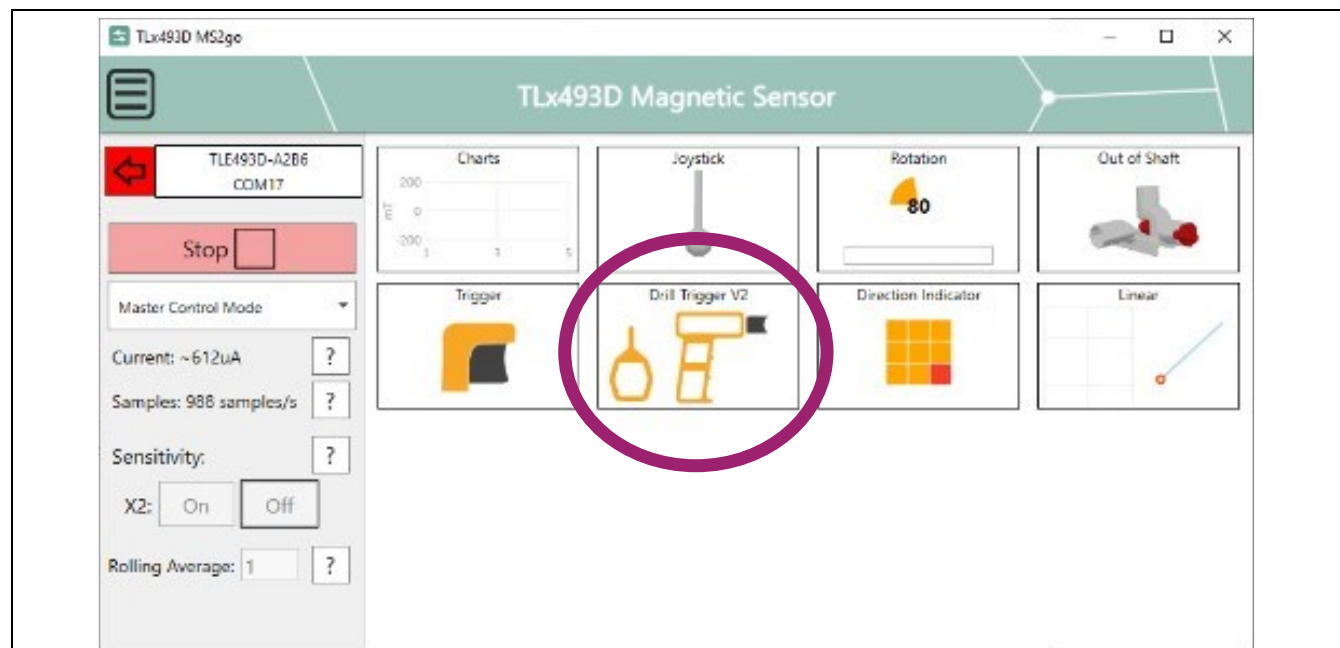 TLx493D MS2go
TLx493D Magnetic Sensor
TLE493D-A2B6
COM17
Stop
Master Control Mode
Current: ~612uA ?
Samples: 988 samples/s ?
Sensitivity: ?
X2: On Off
Rolling Average: 1 ?
Charts
200
0
-200
mT
1 3 5
Joystick
Rotation
80
Out of Shaft
Trigger
Drill Trigger V2
Direction Indicator
Linear